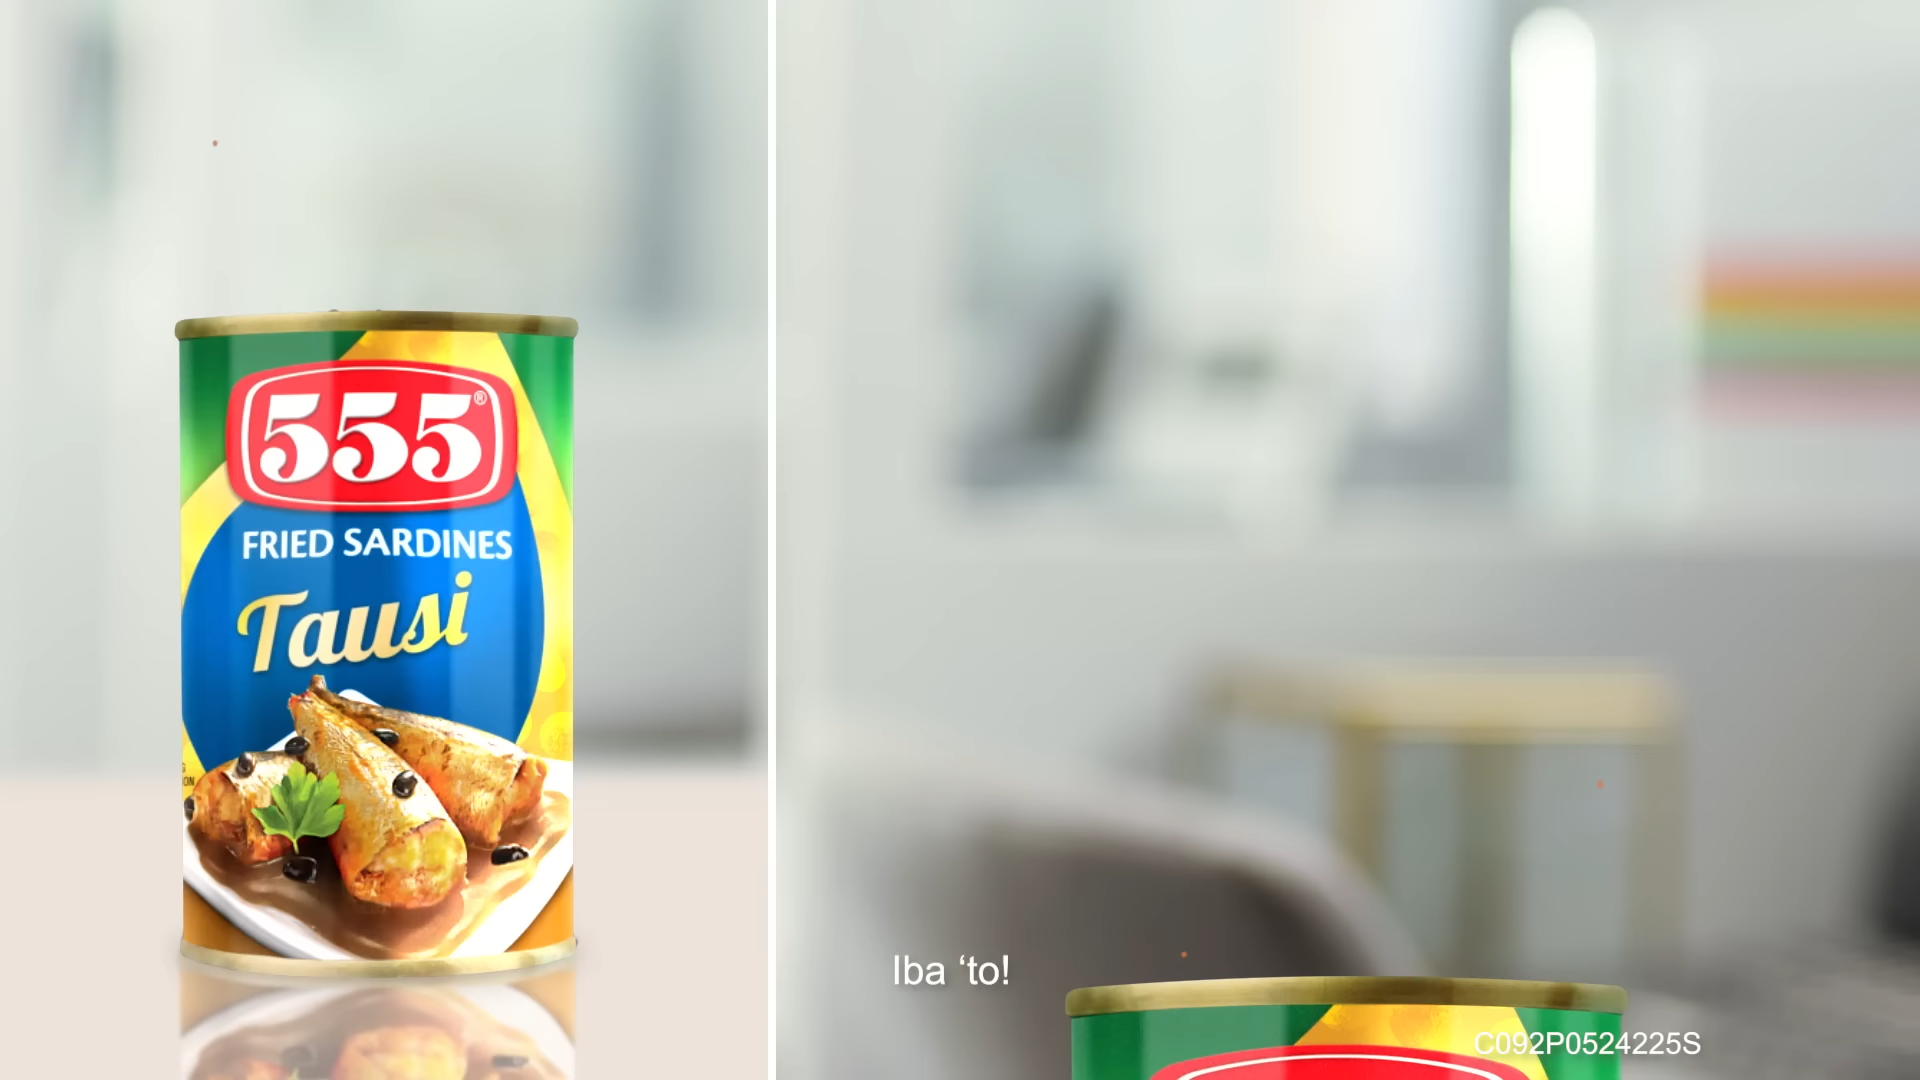 555®
FRIED SARDINES
Tausi
Iba ‘to!
C092P0524225S